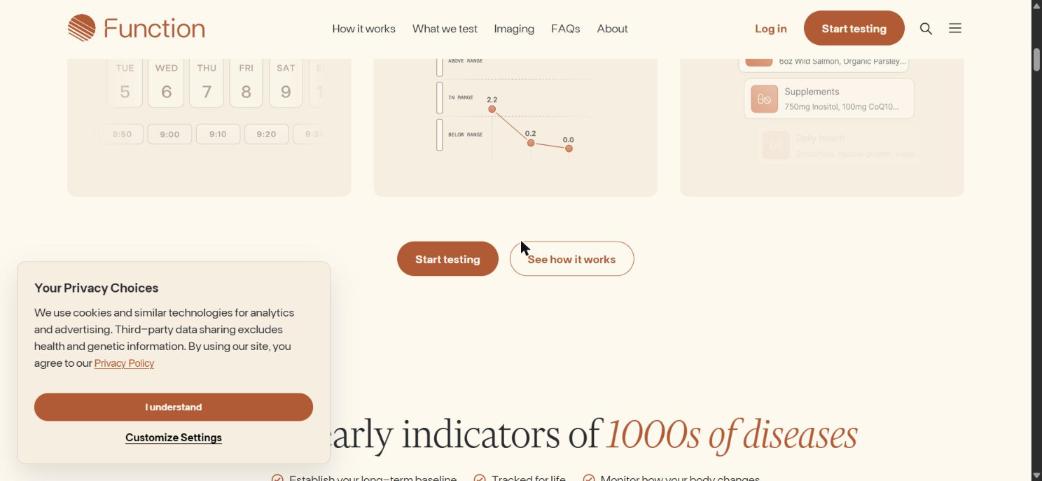 Function
How it works What we test Imaging FAQs About
Log in Start testing
TUE WED THU FRI SAT
5 6 7 8 9 1
8:50 9:00 9:10 9:20
ABOVE RANGE
IN RANGE
BELOW RANGE
2.2
0.2
0.0
6oz Wild Salmon, Organic Parsley...
Supplements
750mg Inositol, 100mg CoQ10...
Daily health
Start testing See how it works
Your Privacy Choices
We use cookies and similar technologies for analytics
and advertising. Third-party data sharing excludes
health and genetic information. By using our site, you
agree to our Privacy Policy
I understand
Customize Settings
early indicators of 1000s of diseases
Establish your long-term baseline Tracked for life Monitor how your body changes